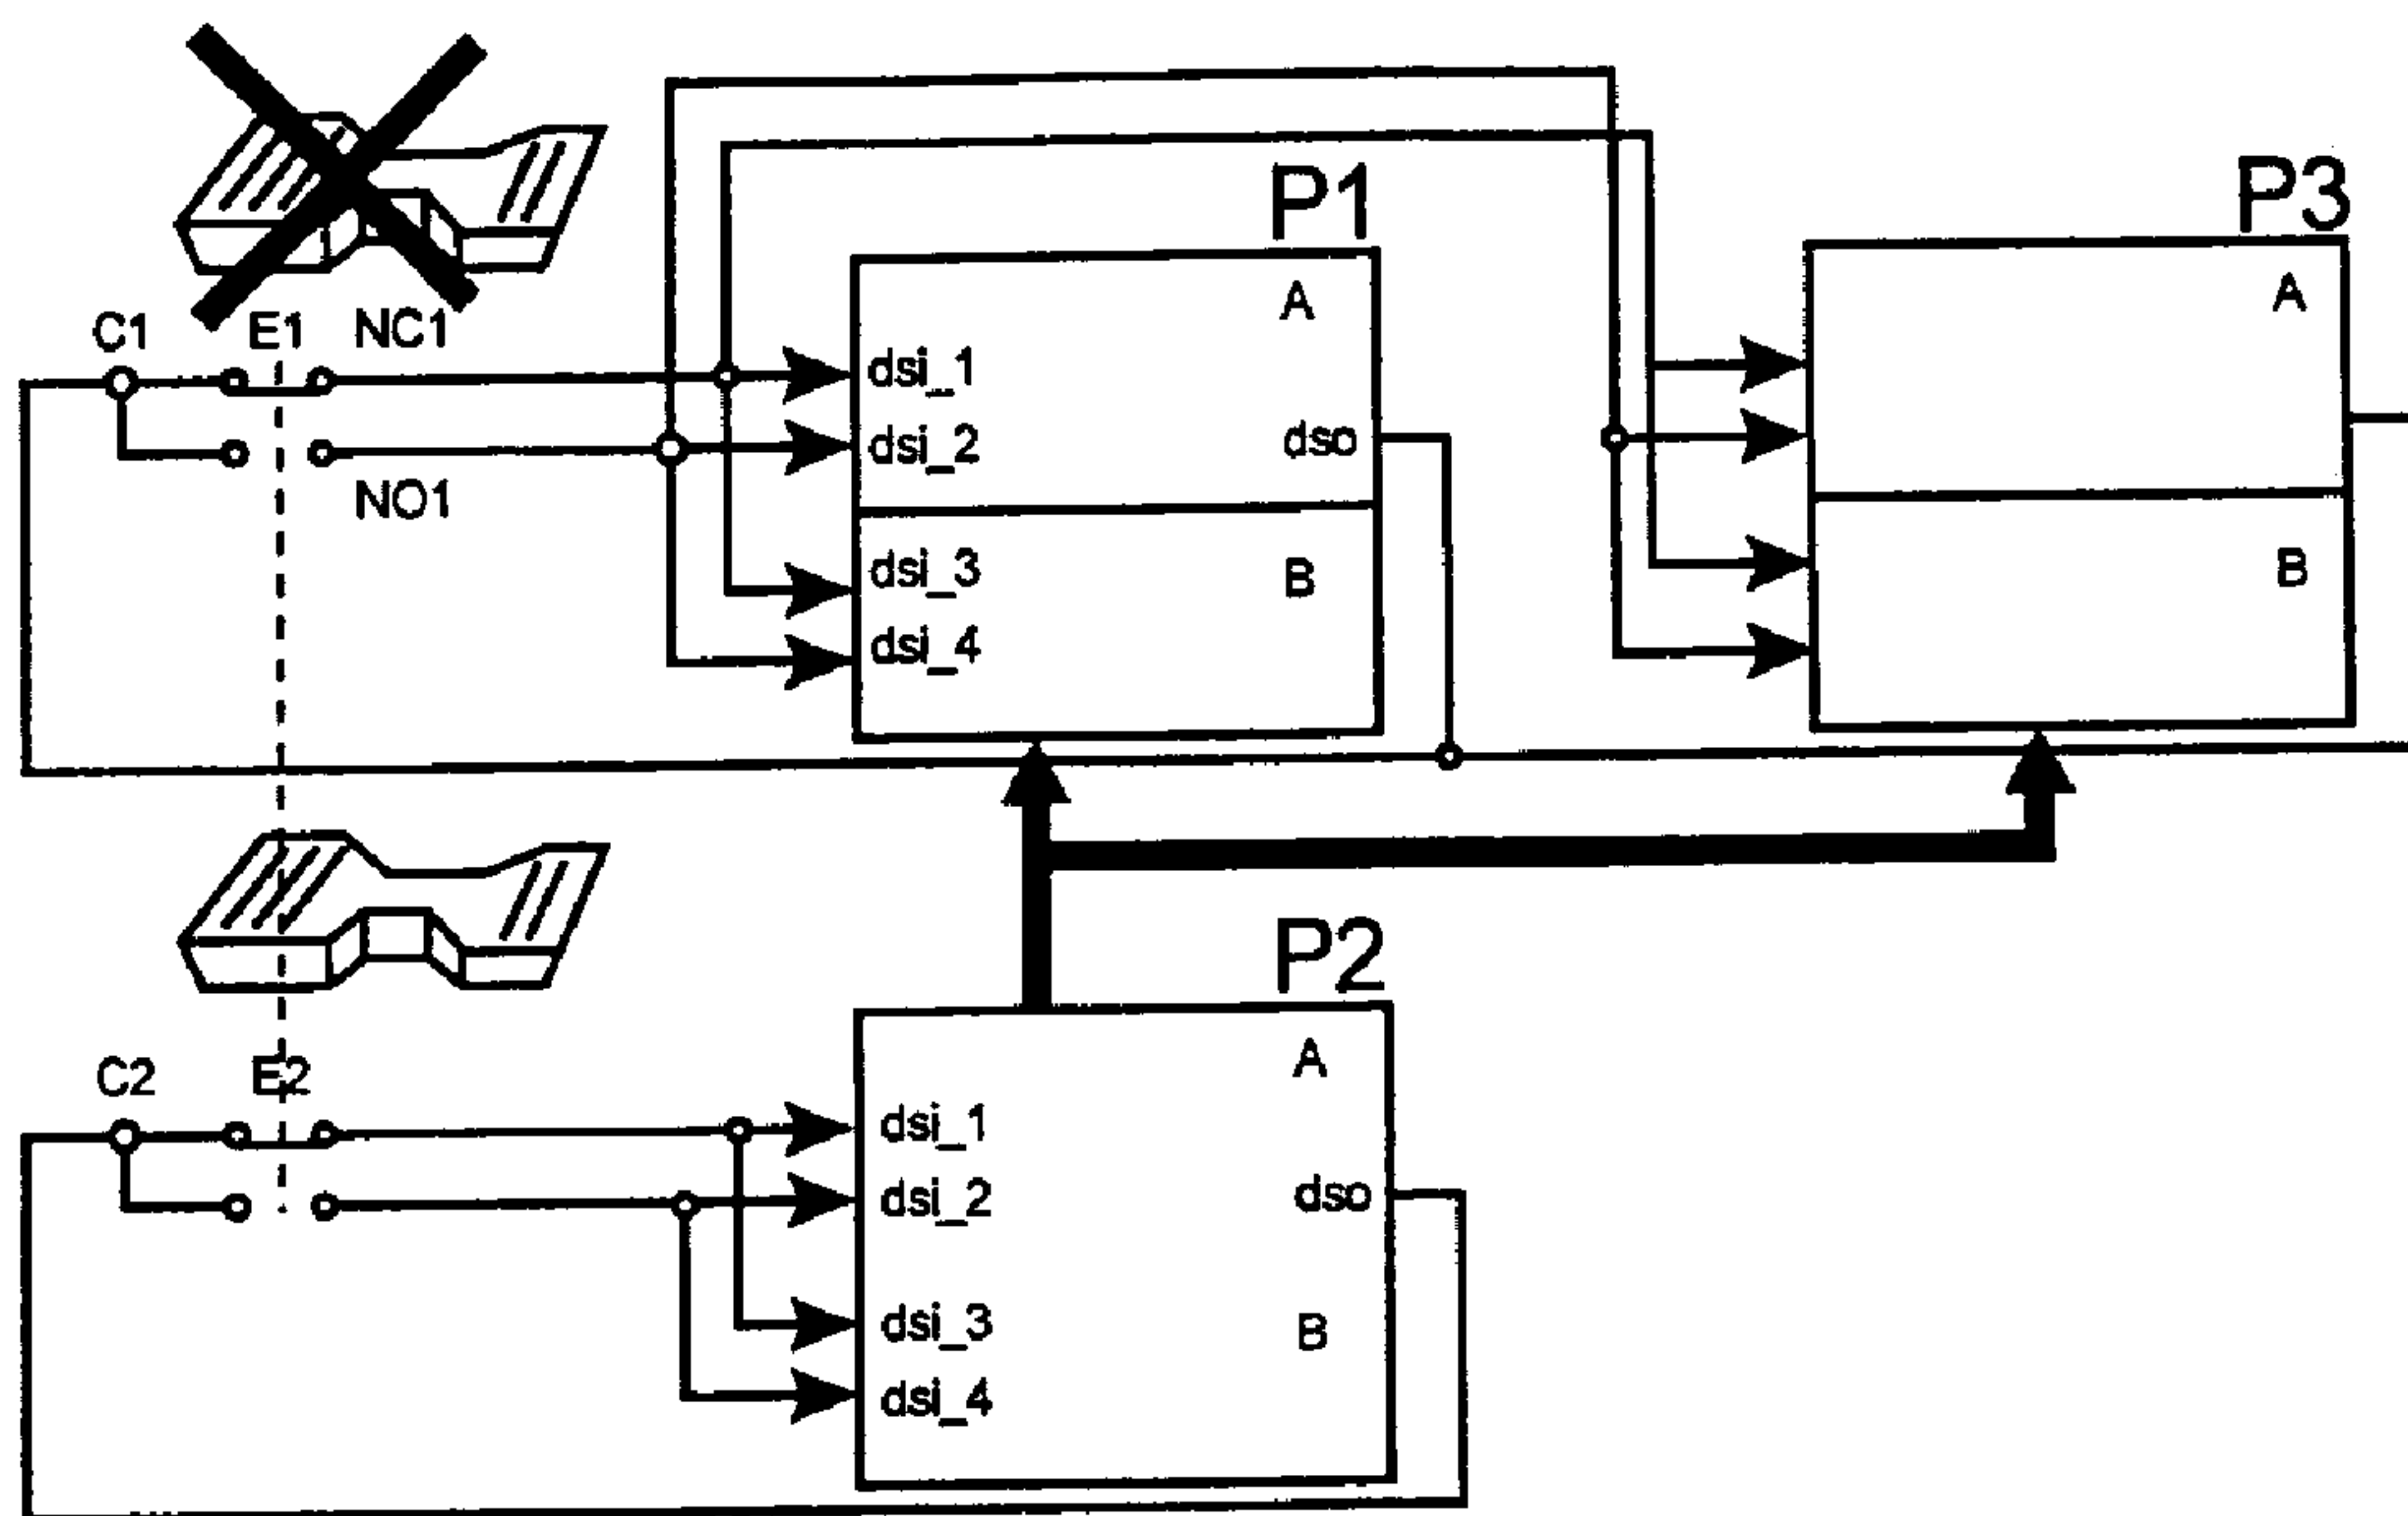 P1
P3
C1 E1 NC1
A
A
dsi_1
dsi_2
dso
NO1
dsi_3
B
B
dsi_4
P2
C2 E2
A
dsi_1
dsi_2
dso
dsi_3
B
dsi_4